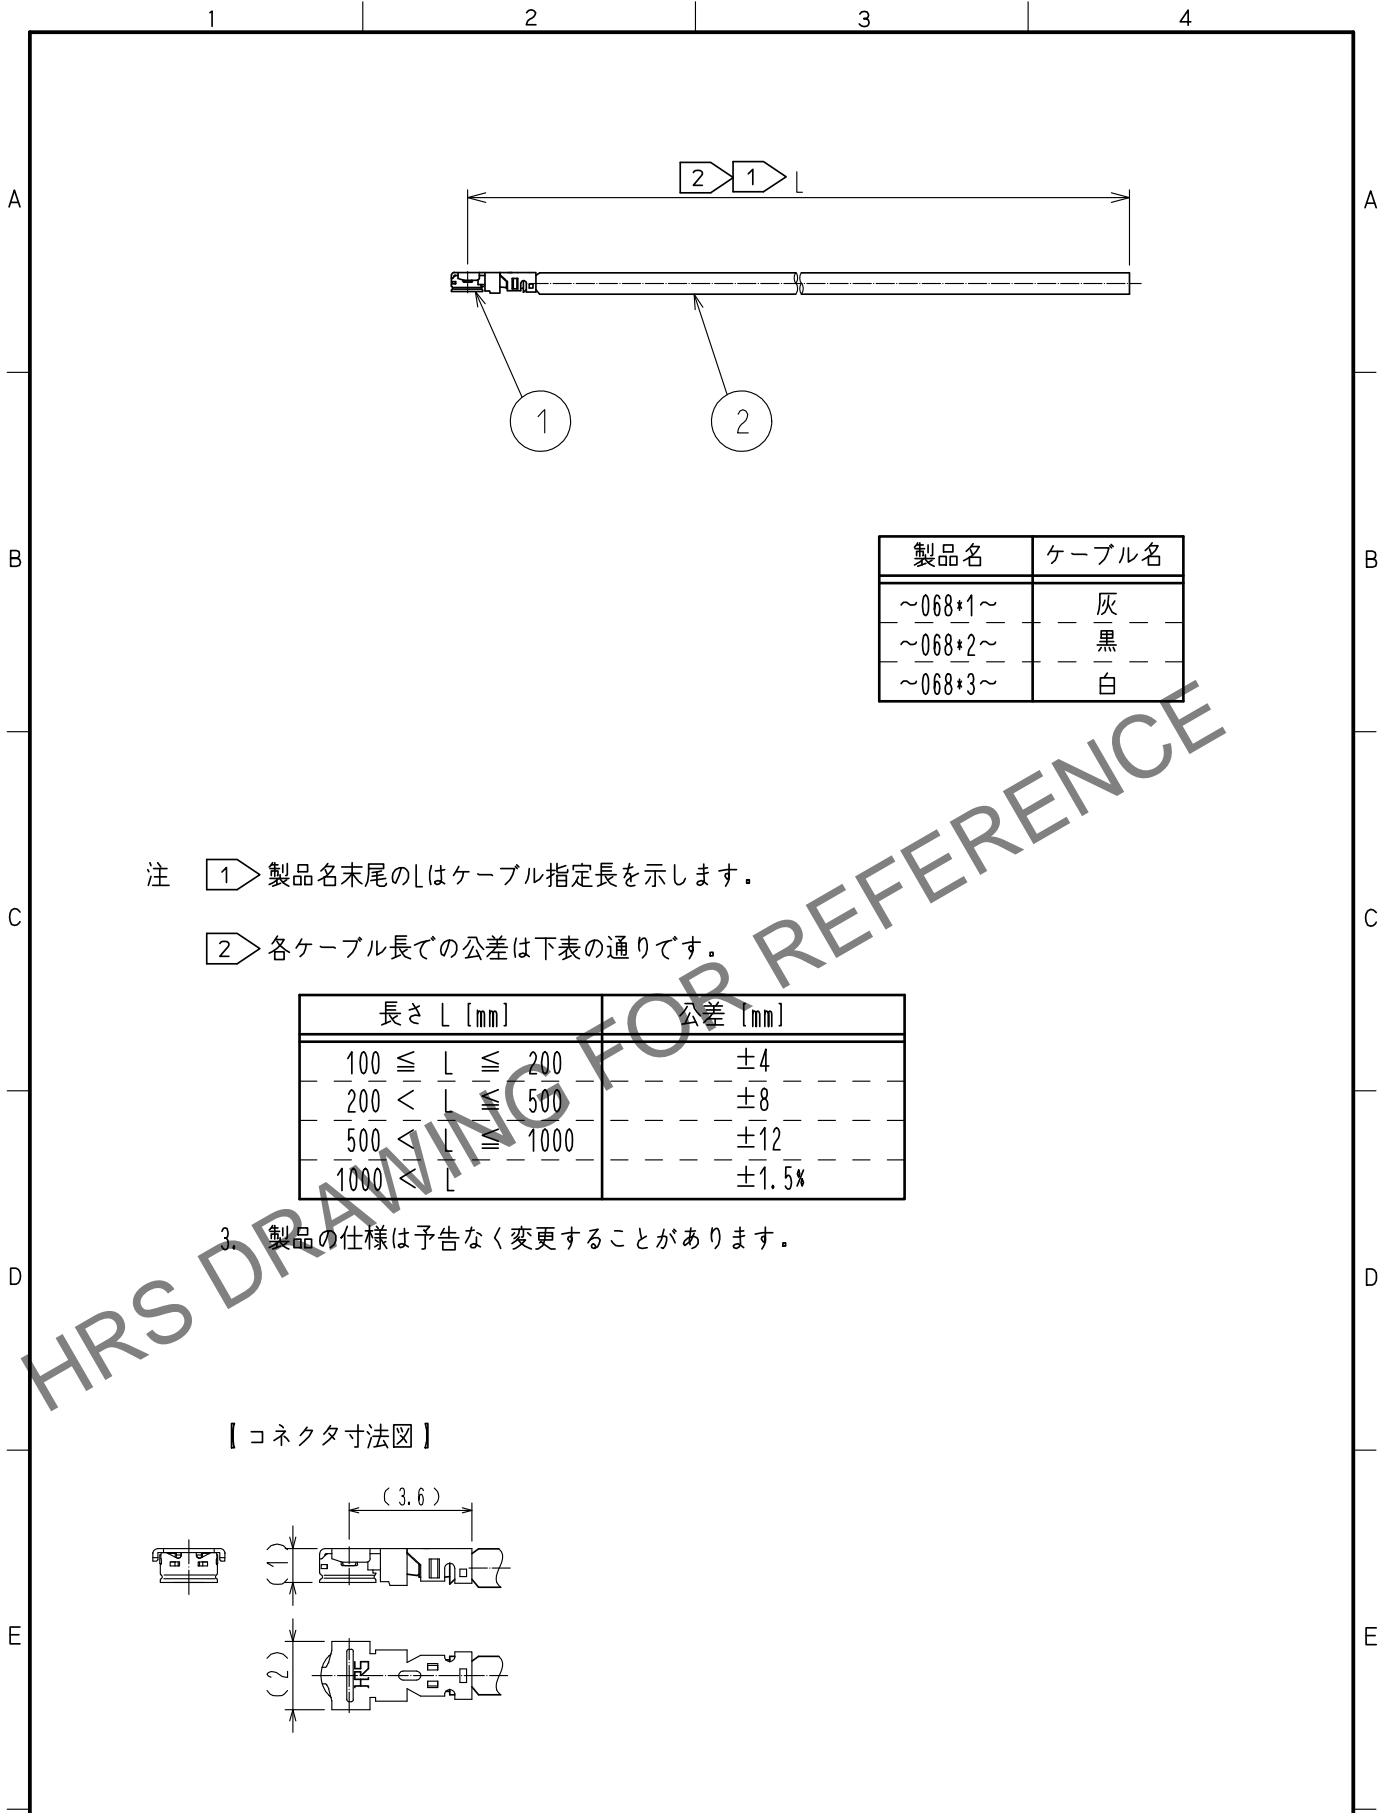 1 2 3 4
A A
2 1 L
1 2
B B
製品名 ケーブル名
~068*1~ 灰
~068*2~ 黒
~068*3~ 白
注 1 製品名末尾のLはケーブル指定長を示します.
C C
2 各ケーブル長での公差は下表の通りです.
長さ L [mm] 公差 [mm]
100 ≦ L ≦ 200 ±4
200 < L ≦ 500 ±8
500 < L ≦ 1000 ±12
1000 < L ±1.5%
3. 製品の仕様は予告なく変更することがあります.
D D
HRS DRAWING FOR REFERENCE
【コネクタ寸法図】
(3.6)
(1)
E E
(2)
HRS